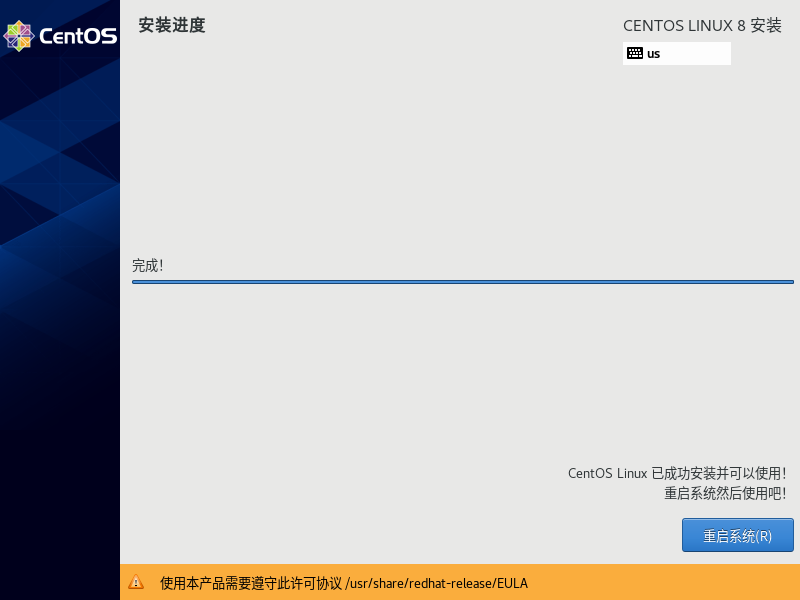 CentOS
安装进度
CENTOS LINUX 8 安装
us
完成!
CentOS Linux 已成功安装并可以使用!
重启系统然后使用吧!
重启系统(R)
使用本产品需要遵守此许可协议 /usr/share/redhat-release/EULA